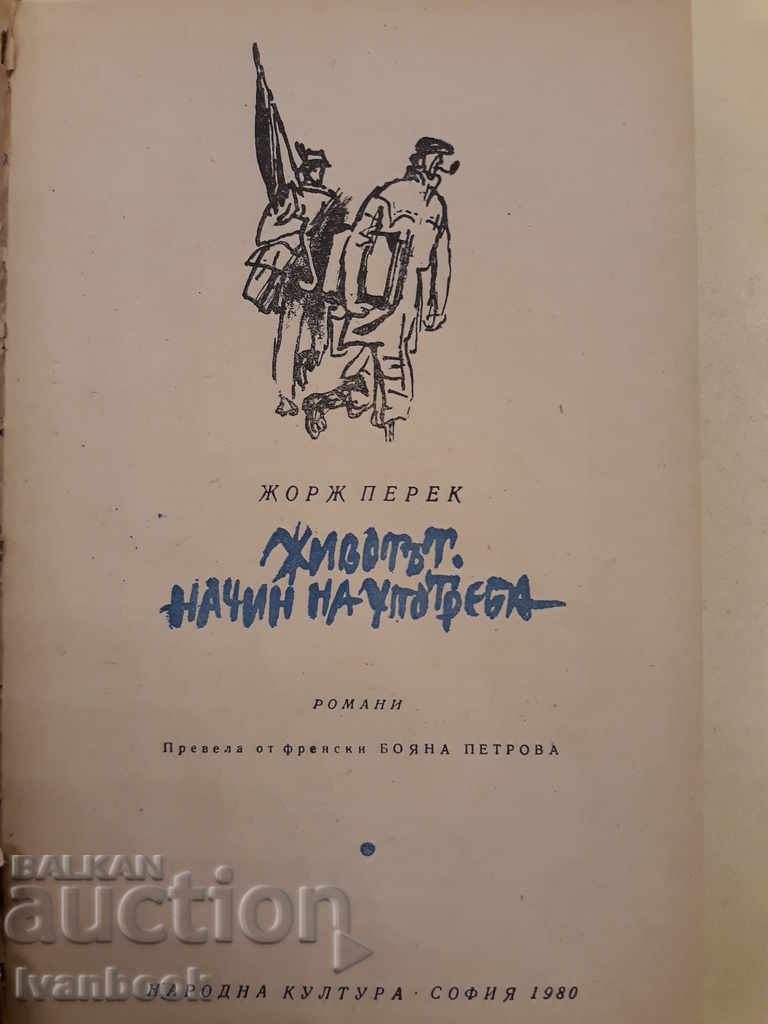 ЖОРЖ ПЕРЕК
ЖИВОТЪТ.
НАЧИН НА УПОТРЕБА
РОМАНИ
Превела от френски БОЯНА ПЕТРОВА
BALKAN
auction
Ivanbook
НАРОДНА КУЛТУРА · СОФИЯ 1980